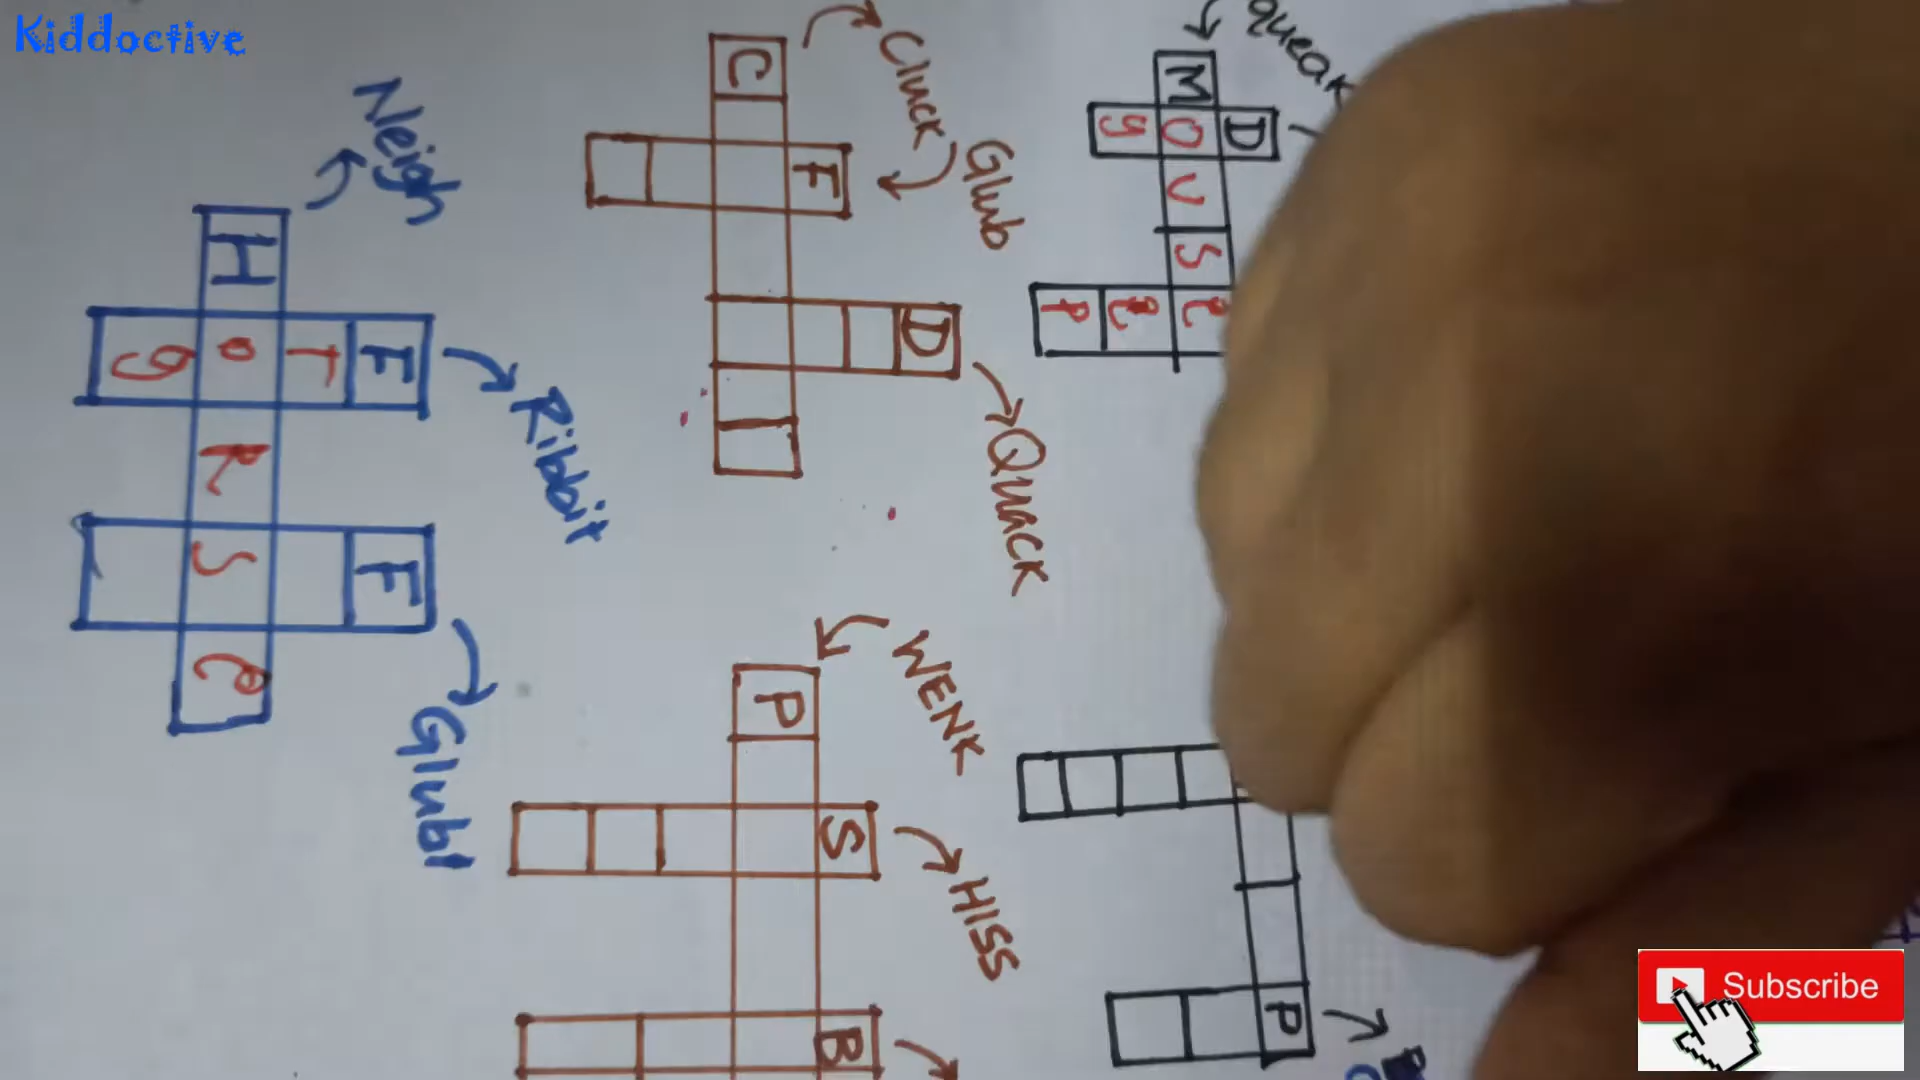 Kiddoctive
Neigh
H
F T o g
Ribbit
R
F S
Glub
e
Cluck
C
Glub
F
D
Quack
M
D O g
U
S
e e P
WENK
P
S
HISS
B
P
Subscribe